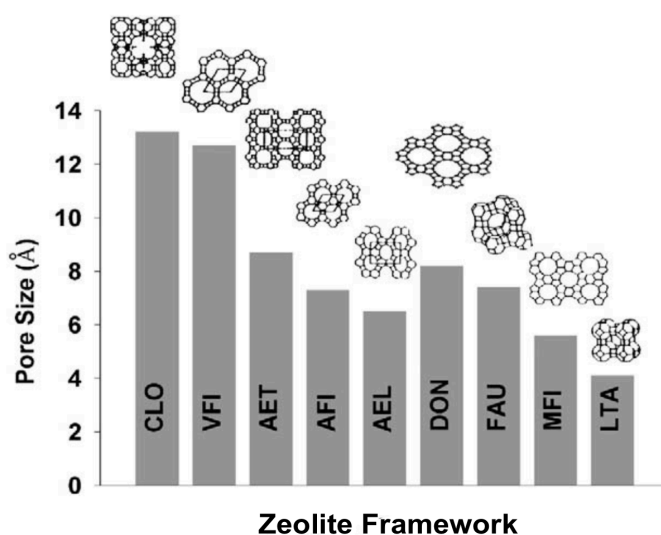 14
12
10
8
6
4
2
0
Pore Size (Å)
CLO
VFI
AET
AFI
AEL
DON
FAU
MFI
LTA
Zeolite Framework